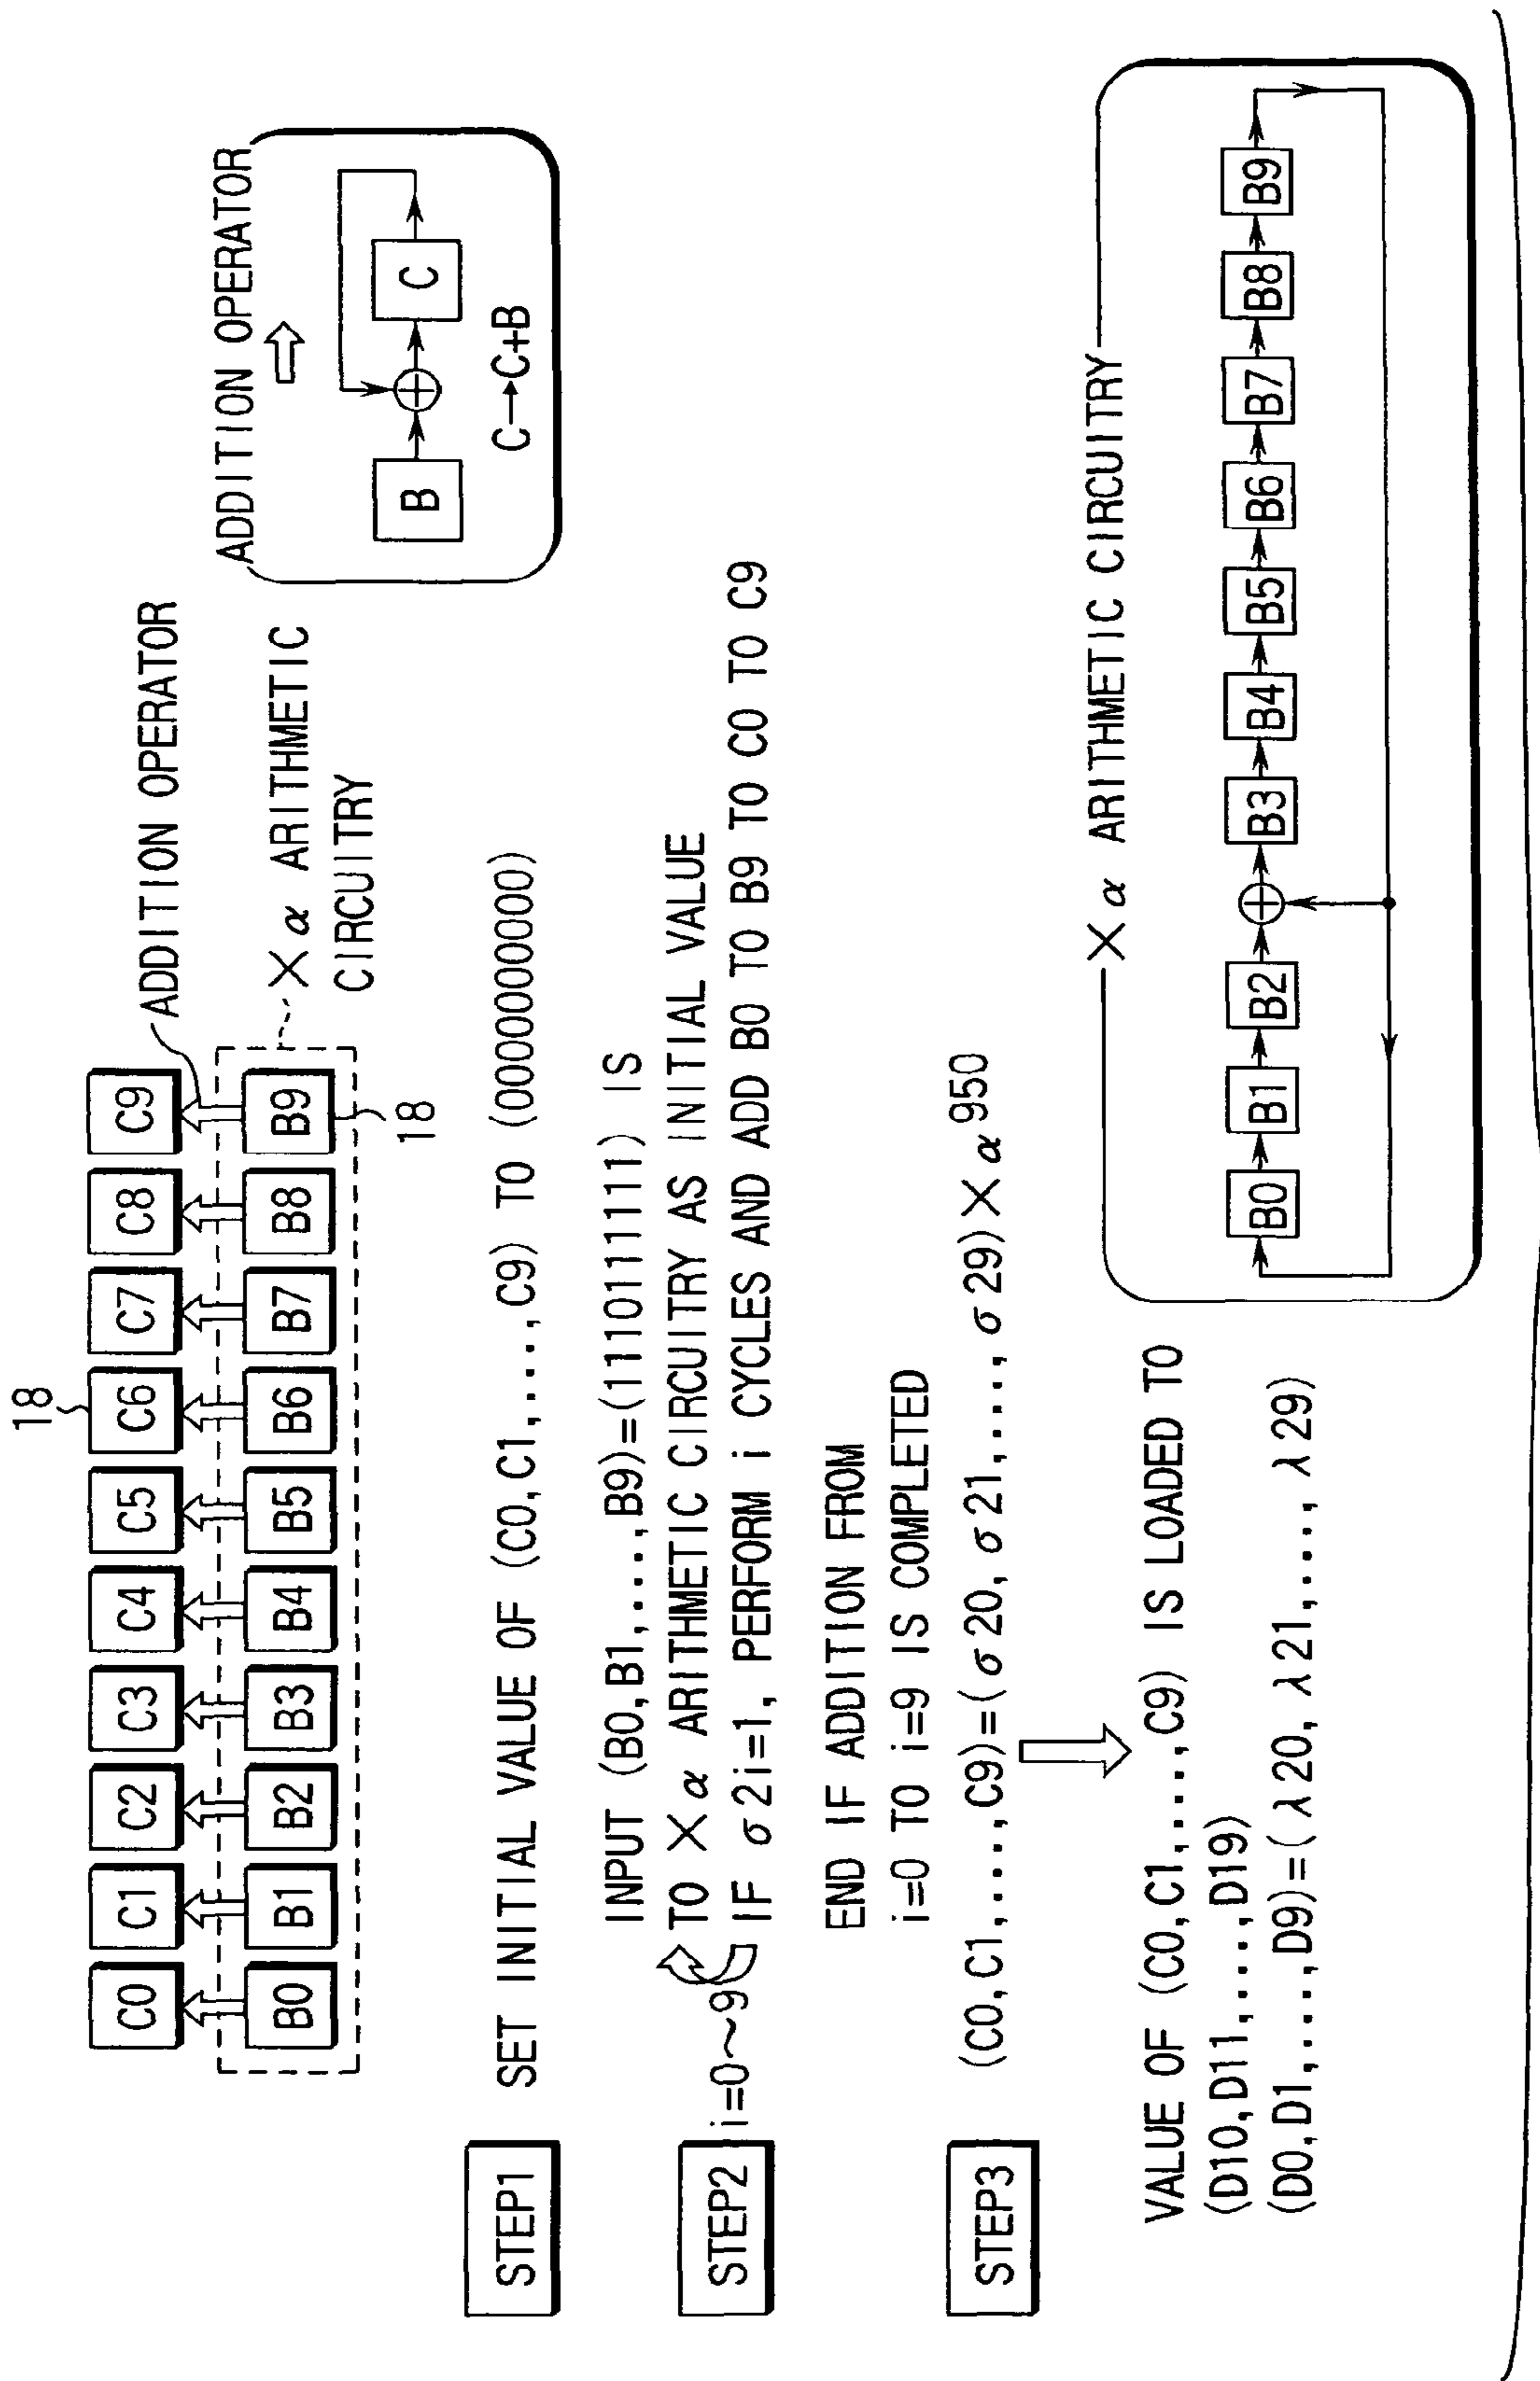 18
C0 C1 C2 C3 C4 C5 C6 C7 C8 C9
ADDITION OPERATOR
B0 B1 B2 B3 B4 B5 B6 B7 B8 B9
×α ARITHMETIC
CIRCUITRY
18
ADDITION OPERATOR
B C
C→C+B
STEP1
SET INITIAL VALUE OF (C0,C1,...,C9) TO (0000000000)
STEP2
i=0~9
INPUT (B0,B1,...,B9)=(1110111111) IS
TO ×α ARITHMETIC CIRCUITRY AS INITIAL VALUE
IF σ2i=1, PERFORM i CYCLES AND ADD B0 TO B9 TO C0 TO C9
END IF ADDITION FROM
i=0 TO i=9 IS COMPLETED
STEP3
(C0,C1,...,C9)=(σ20,σ21,...,σ29)×α^950
VALUE OF (C0,C1,...,C9) IS LOADED TO
(D10,D11,...,D19)
(D0,D1,...,D9)=(λ20,λ21,...,λ29)
×α ARITHMETIC CIRCUITRY
B0 B1 B2 B3 B4 B5 B6 B7 B8 B9